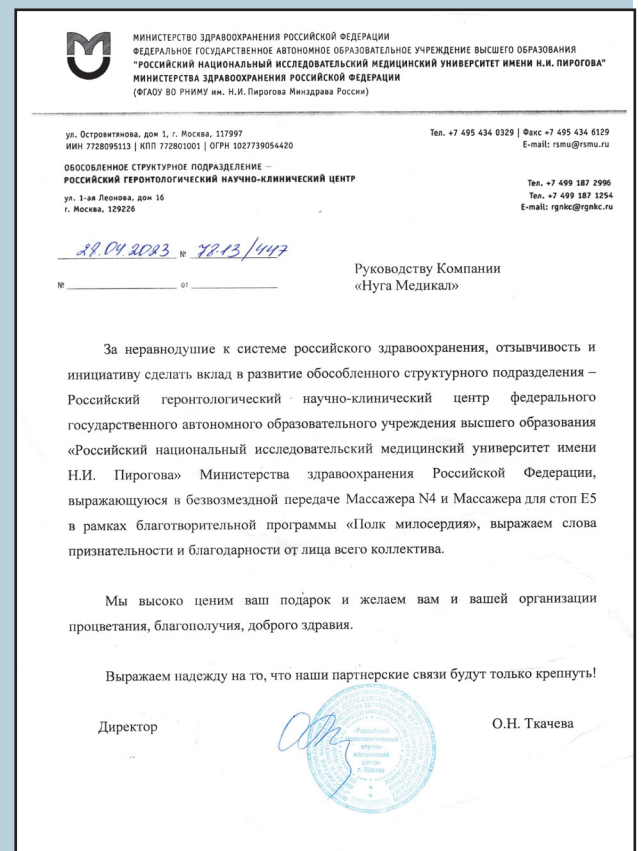 МИНИСТЕРСТВО ЗДРАВООХРАНЕНИЯ РОССИЙСКОЙ ФЕДЕРАЦИИ
ФЕДЕРАЛЬНОЕ ГОСУДАРСТВЕННОЕ АВТОНОМНОЕ ОБРАЗОВАТЕЛЬНОЕ УЧРЕЖДЕНИЕ ВЫСШЕГО ОБРАЗОВАНИЯ
"РОССИЙСКИЙ НАЦИОНАЛЬНЫЙ ИССЛЕДОВАТЕЛЬСКИЙ МЕДИЦИНСКИЙ УНИВЕРСИТЕТ ИМЕНИ Н.И. ПИРОГОВА"
МИНИСТЕРСТВА ЗДРАВООХРАНЕНИЯ РОССИЙСКОЙ ФЕДЕРАЦИИ
(ФГАОУ ВО РНИМУ им. Н.И.Пирогова Минздрава России)
ул. Островитянова, дом 1, г. Москва, 117997
ИНН 7728095113 | КПП 772801001 | ОГРН 1027739054420
Тел. +7 495 434 0329 | Факс +7 495 434 6129
E-mail: rsmu@rsmu.ru
ОБОСОБЛЕННОЕ СТРУКТУРНОЕ ПОДРАЗДЕЛЕНИЕ –
РОССИЙСКИЙ ГЕРОНТОЛОГИЧЕСКИЙ НАУЧНО-КЛИНИЧЕСКИЙ ЦЕНТР
ул. 1-ая Леонова, дом 16
г. Москва, 129226
Тел. +7 499 187 2996
Тел. +7 499 187 1254
E-mail: rgnkc@rgnkc.ru
28.04.2023 № 7213/447
№ от
Руководству Компании
«Нуга Медикал»
За неравнодушие к системе российского здравоохранения, отзывчивость и
инициативу сделать вклад в развитие обособленного структурного подразделения –
Российский геронтологический научно-клинический центр федерального
государственного автономного образовательного учреждения высшего образования
«Российский национальный исследовательский медицинский университет имени
Н.И. Пирогова» Министерства здравоохранения Российской Федерации,
выражающуюся в безвозмездной передаче Массажера N4 и Массажера для стоп E5
в рамках благотворительной программы «Полк милосердия», выражаем слова
признательности и благодарности от лица всего коллектива.
Мы высоко ценим ваш подарок и желаем вам и вашей организации
процветания, благополучия, доброго здравия.
Выражаем надежду на то, что наши партнерские связи будут только крепнуть!
Директор
О.Н. Ткачева
«Российский
геронтологический
научно-
клинический
центр»
г. Москва